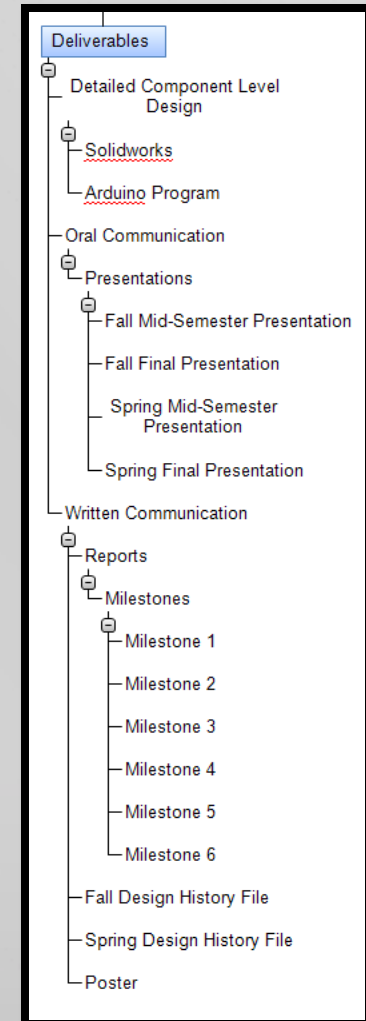 Deliverables
Detailed Component Level
Design
Solidworks
Arduino Program
Oral Communication
Presentations
Fall Mid-Semester Presentation
Fall Final Presentation
Spring Mid-Semester
Presentation
Spring Final Presentation
Written Communication
Reports
Milestones
Milestone 1
Milestone 2
Milestone 3
Milestone 4
Milestone 5
Milestone 6
Fall Design History File
Spring Design History File
Poster